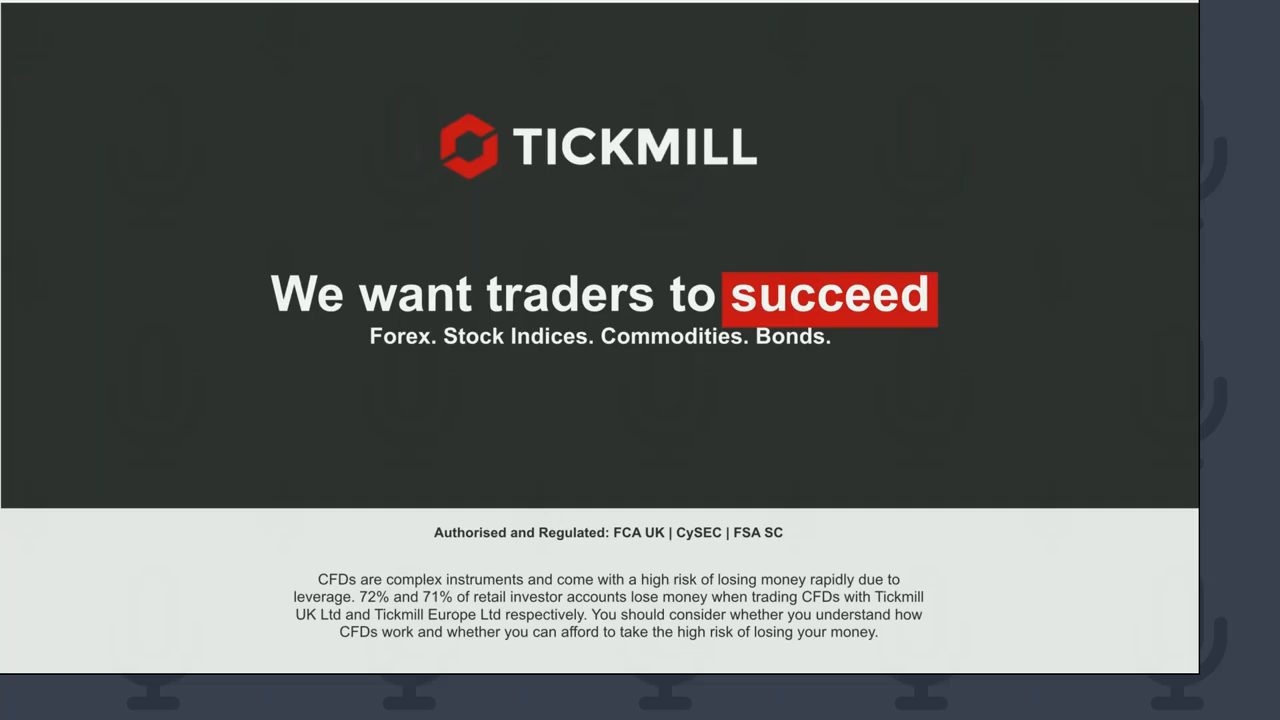 TICKMILL
We want traders to succeed
Forex. Stock Indices. Commodities. Bonds.
Authorised and Regulated: FCA UK | CySEC | FSA SC
CFDs are complex instruments and come with a high risk of losing money rapidly due to
leverage. 72% and 71% of retail investor accounts lose money when trading CFDs with Tickmill
UK Ltd and Tickmill Europe Ltd respectively. You should consider whether you understand how
CFDs work and whether you can afford to take the high risk of losing your money.